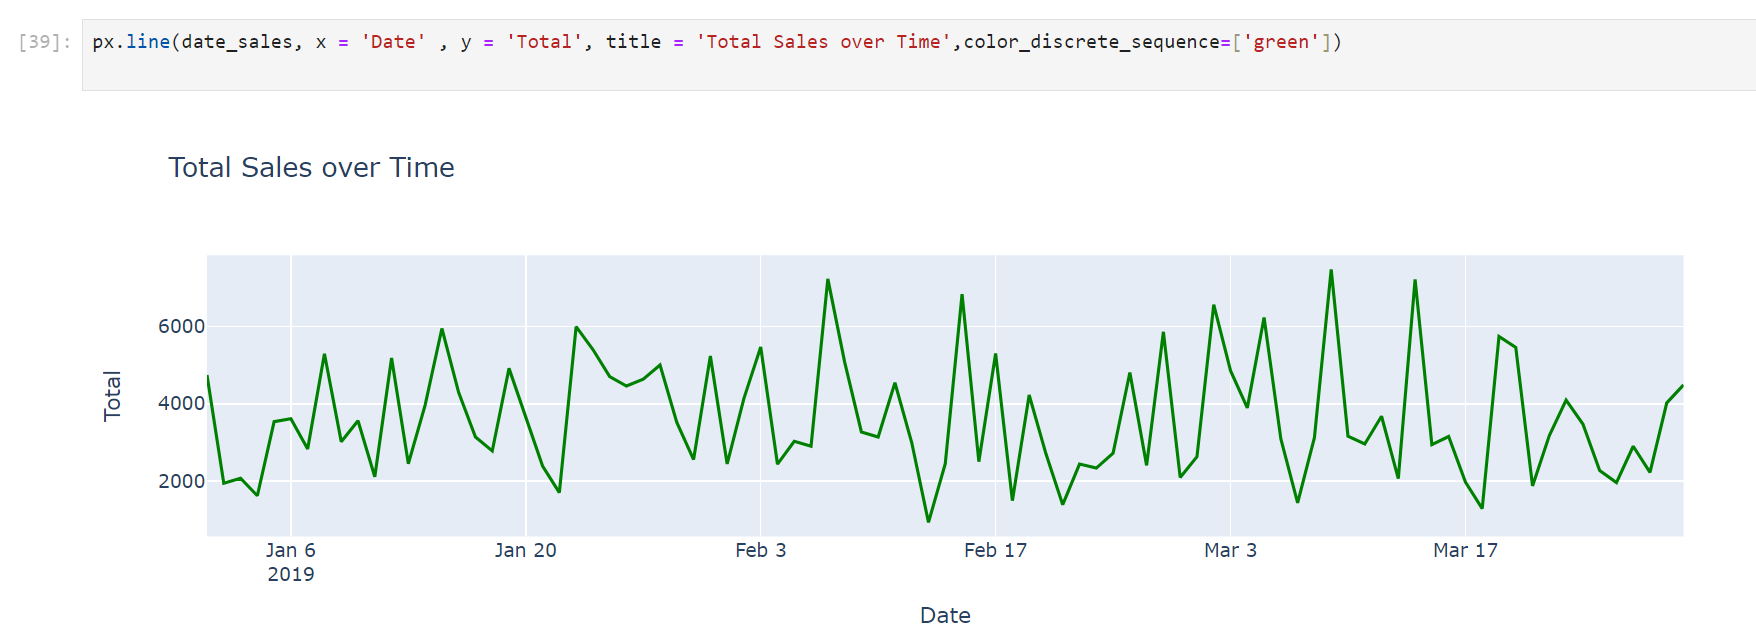 [39]: px.line(date_sales, x = 'Date' , y = 'Total', title = 'Total Sales over Time',color_discrete_sequence=['green'])
Total Sales over Time
6000
4000
2000
Total
Jan 6 Jan 20 Feb 3 Feb 17 Mar 3 Mar 17
2019
Date